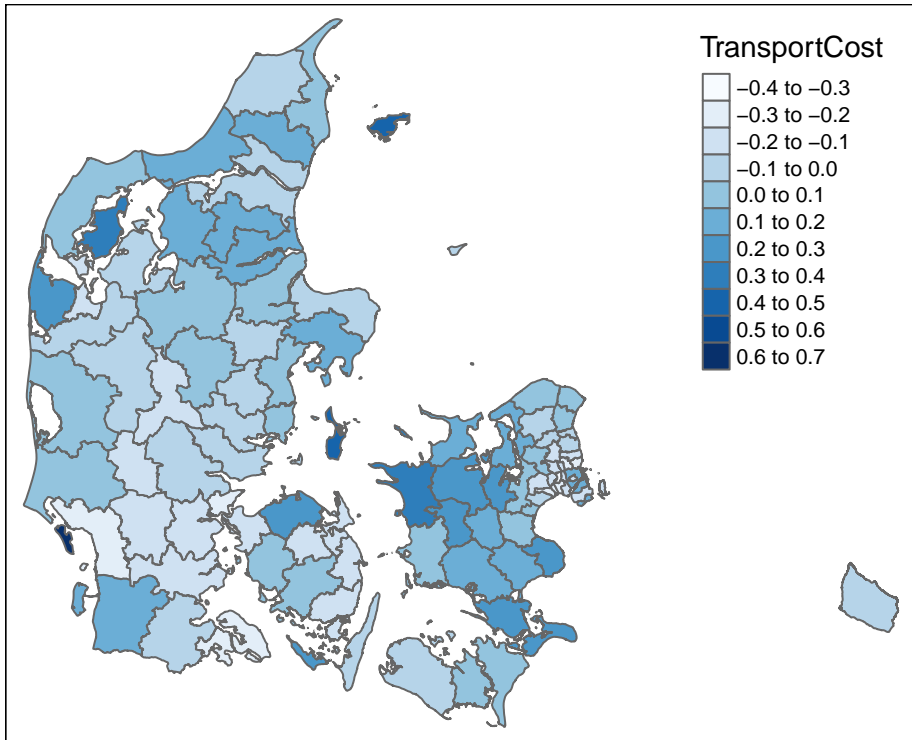 TransportCost
−0.4 to −0.3
−0.3 to −0.2
−0.2 to −0.1
−0.1 to 0.0
0.0 to 0.1
0.1 to 0.2
0.2 to 0.3
0.3 to 0.4
0.4 to 0.5
0.5 to 0.6
0.6 to 0.7